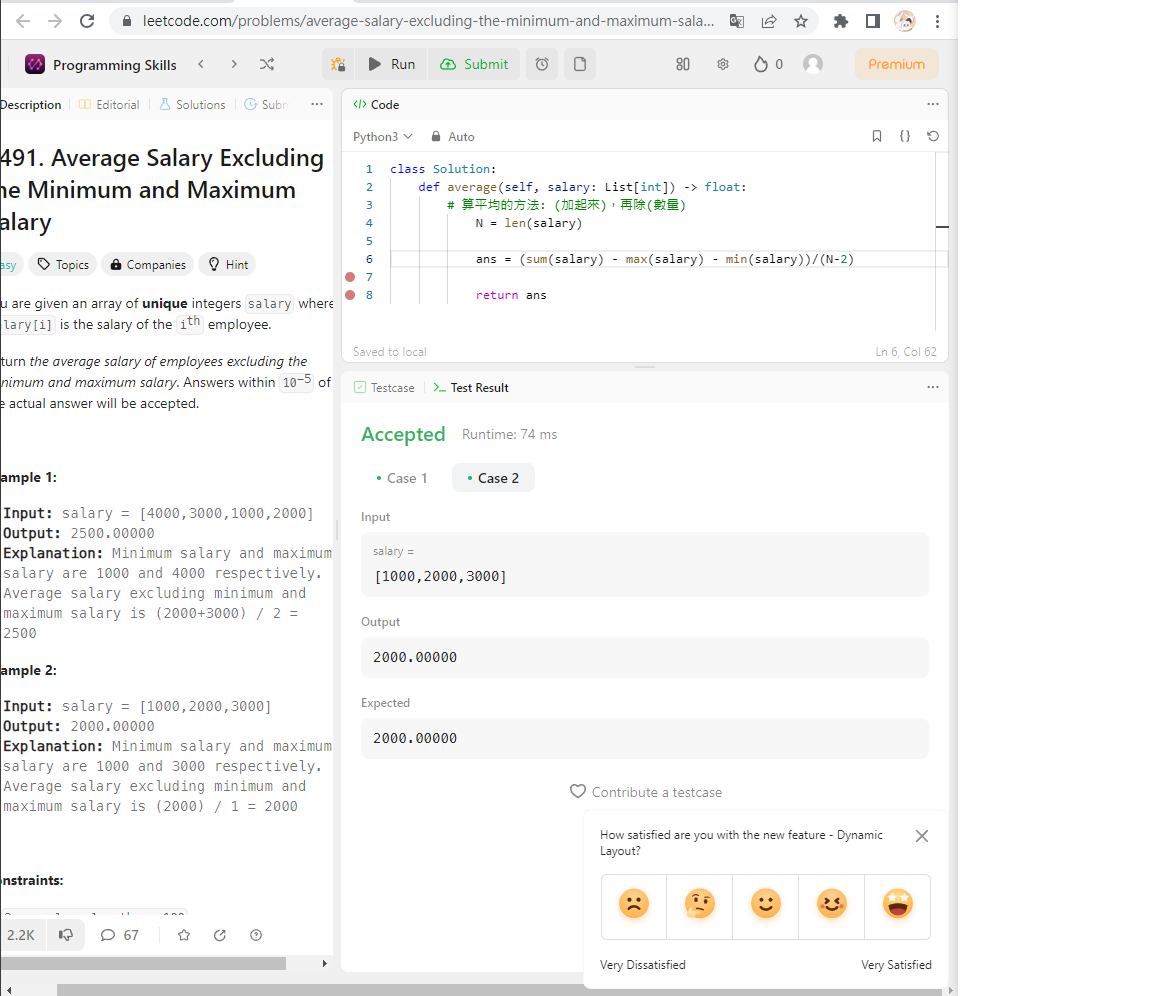 leetcode.com/problems/average-salary-excluding-the-minimum-and-maximum-sala...
Programming Skills
Run
Submit
0
Premium
Description
Editorial
Solutions
Subn
491. Average Salary Excluding
he Minimum and Maximum
alary
asy
Topics
Companies
Hint
u are given an array of unique integers salary where
lary[i] is the salary of the ith employee.
turn the average salary of employees excluding the
nimum and maximum salary. Answers within 10-5 of
e actual answer will be accepted.
ample 1:
Input: salary = [4000,3000,1000,2000]
Output: 2500.00000
Explanation: Minimum salary and maximum
salary are 1000 and 4000 respectively.
Average salary excluding minimum and
maximum salary is (2000+3000) / 2 =
2500
ample 2:
Input: salary = [1000,2000,3000]
Output: 2000.00000
Explanation: Minimum salary and maximum
salary are 1000 and 3000 respectively.
Average salary excluding minimum and
maximum salary is (2000) / 1 = 2000
nstraints:
2.2K
67
Code
Python3
Auto
1 class Solution:
2 def average(self, salary: List[int]) -> float:
3 # 算平均的方法: (加起來)，再除(數量)
4 N = len(salary)
5
6 ans = (sum(salary) - max(salary) - min(salary))/(N-2)
7
8 return ans
Saved to local
Ln 6, Col 62
Testcase
Test Result
Accepted
Runtime: 74 ms
Case 1
Case 2
Input
salary =
[1000,2000,3000]
Output
2000.00000
Expected
2000.00000
Contribute a testcase
How satisfied are you with the new feature - Dynamic
Layout?
Very Dissatisfied
Very Satisfied